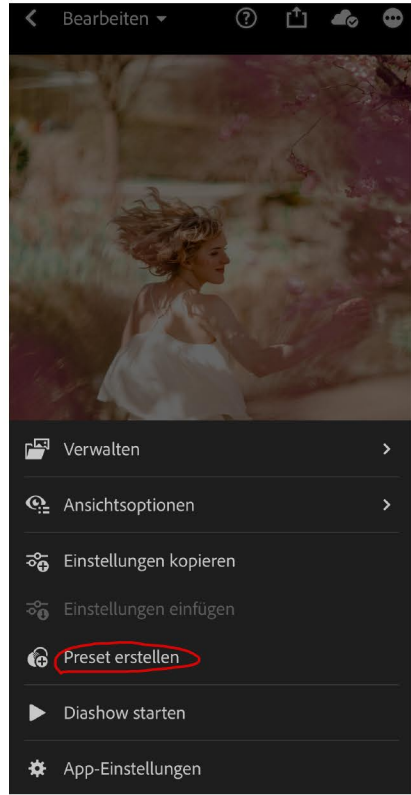 Bearbeiten
Verwalten
Ansichtsoptionen
Einstellungen kopieren
Einstellungen einfügen
Preset erstellen
Diashow starten
App-Einstellungen